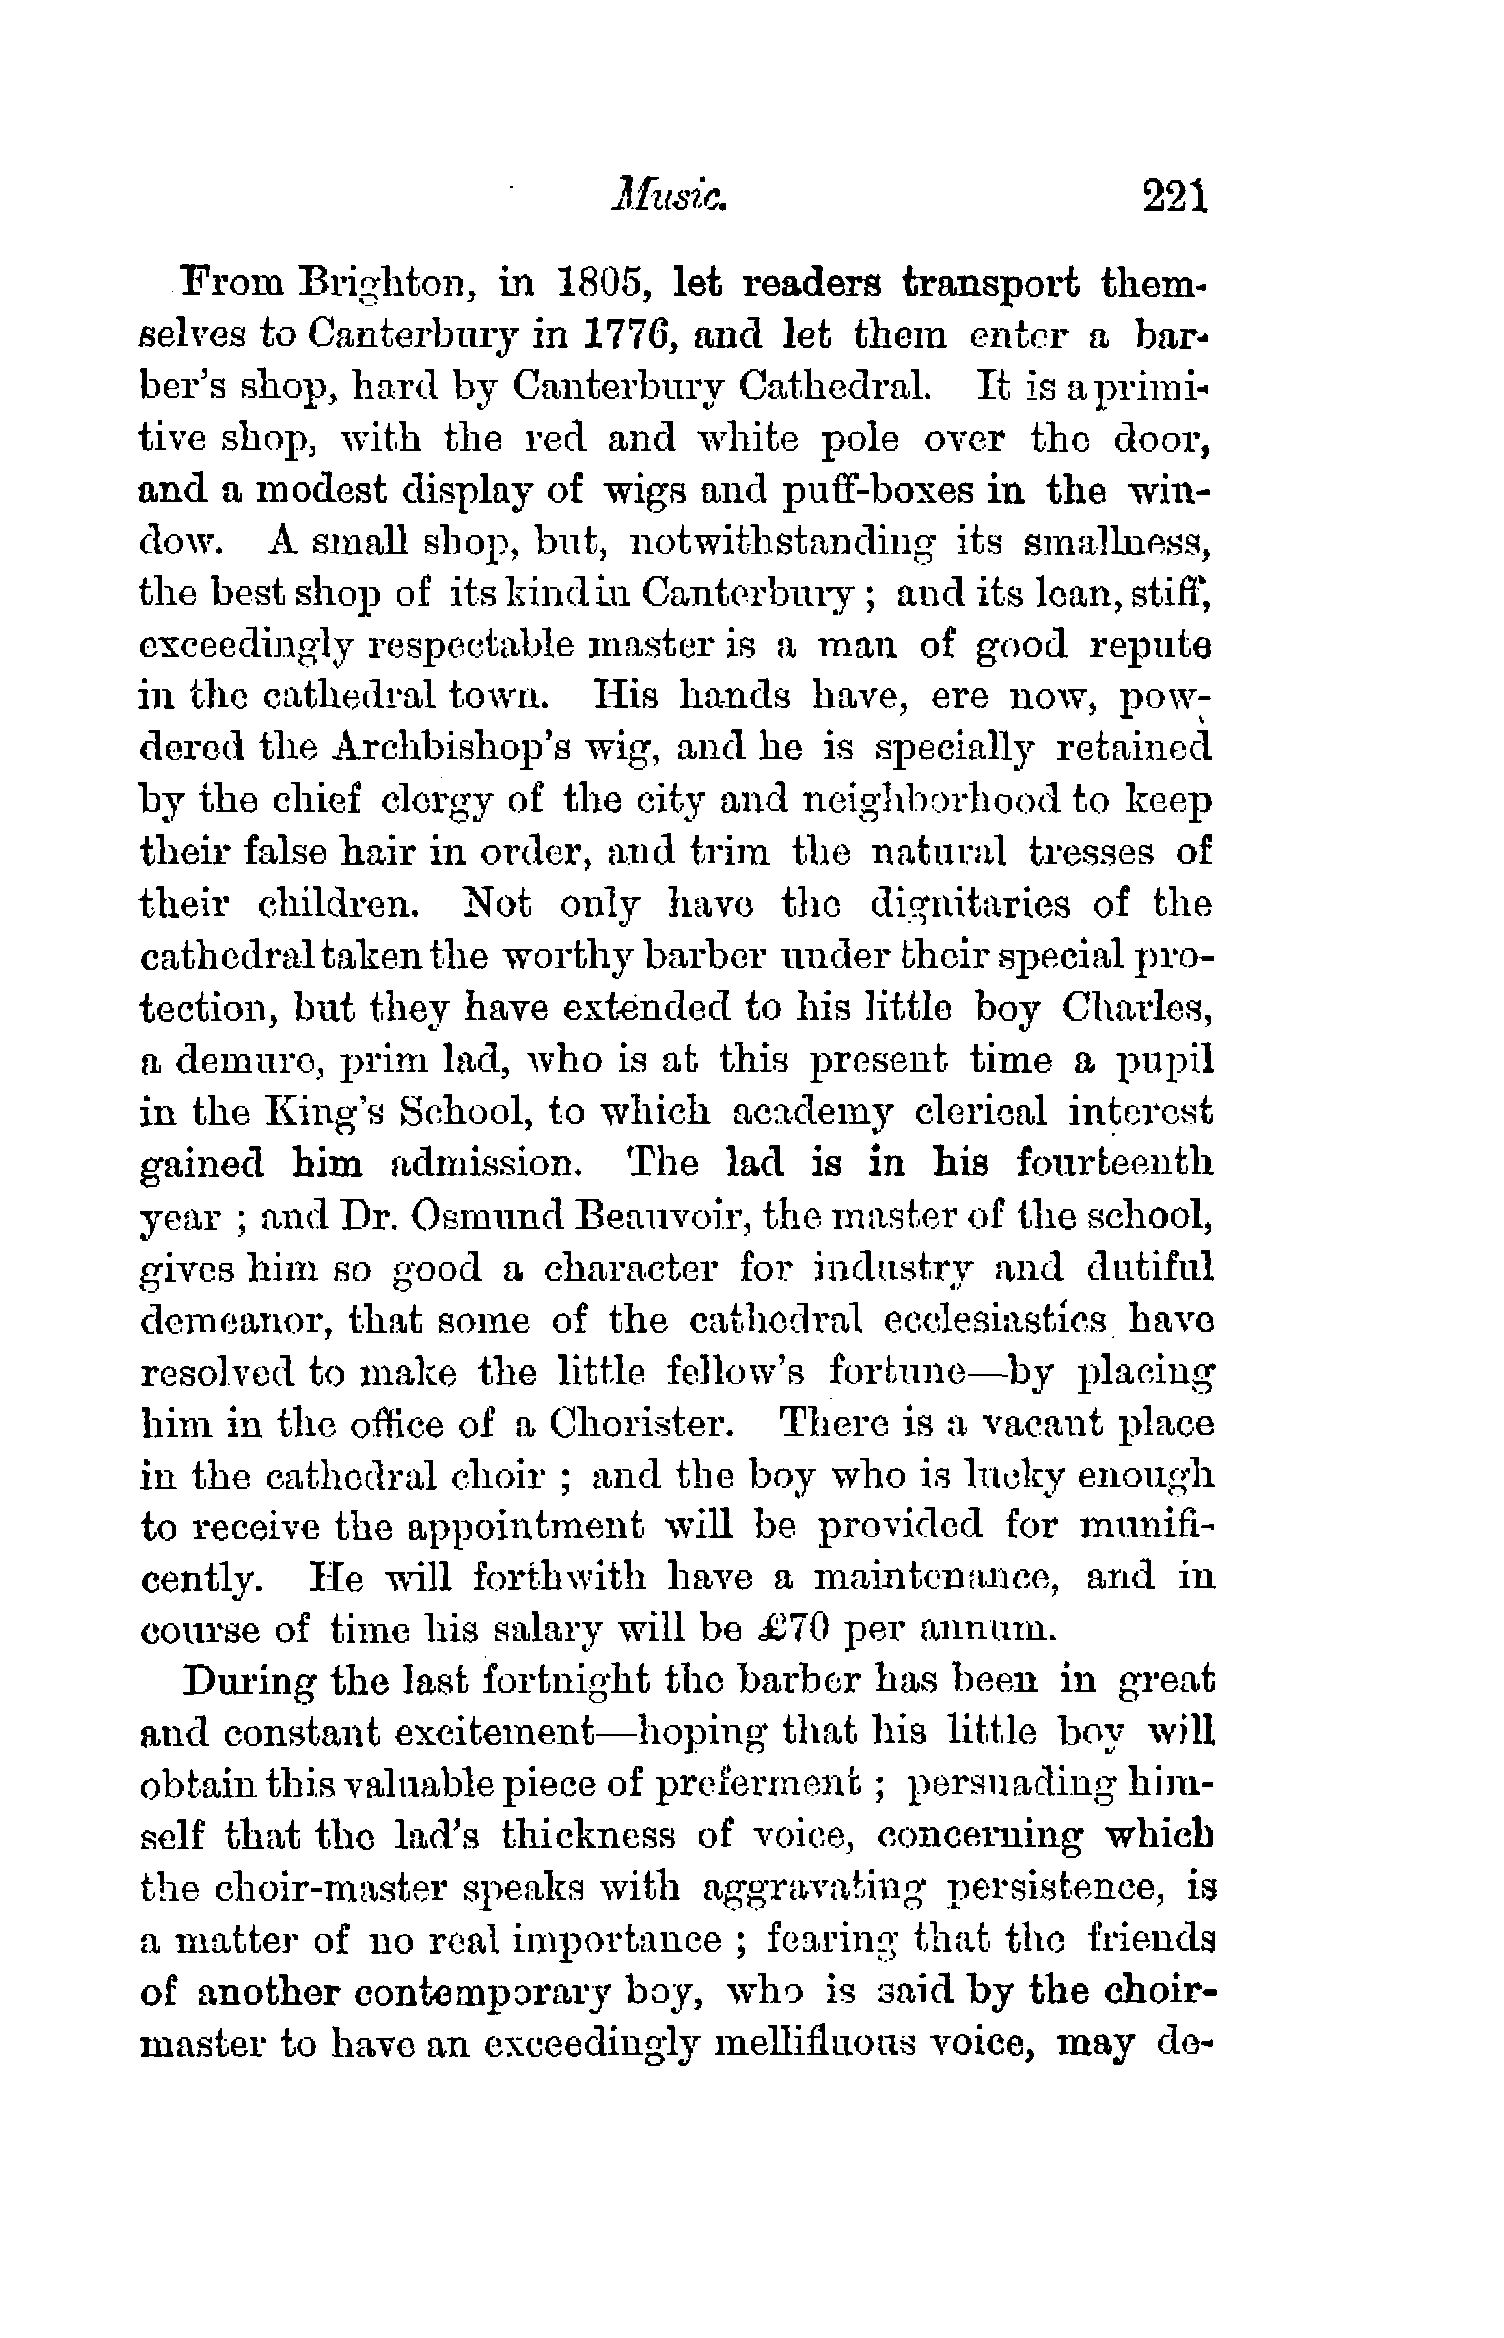 Music. 221
From Brighton, in 1805, let readers transport them-
selves to Canterbury in 1776, and let them enter a bar-
ber's shop, hard by Canterbury Cathedral. It is a primi-
tive shop, with the red and white pole over the door,
and a modest display of wigs and puff-boxes in the win-
dow. A small shop, but, notwithstanding its smallness,
the best shop of its kind in Canterbury; and its lean, stiff,
exceedingly respectable master is a man of good repute
in the cathedral town. His hands have, ere now, pow-
dered the Archbishop's wig, and he is specially retained
by the chief clergy of the city and neighborhood to keep
their false hair in order, and trim the natural tresses of
their children. Not only have the dignitaries of the
cathedral taken the worthy barber under their special pro-
tection, but they have extended to his little boy Charles,
a demure, prim lad, who is at this present time a pupil
in the King's School, to which academy clerical interest
gained him admission. The lad is in his fourteenth
year ; and Dr. Osmund Beauvoir, the master of the school,
gives him so good a character for industry and dutiful
demeanor, that some of the cathedral ecclesiastics have
resolved to make the little fellow's fortune—by placing
him in the office of a Chorister. There is a vacant place
in the cathedral choir ; and the boy who is lucky enough
to receive the appointment will be provided for munifi-
cently. He will forthwith have a maintenance, and in
course of time his salary will be £70 per annum.
During the last fortnight the barber has been in great
and constant excitement—hoping that his little boy will
obtain this valuable piece of preferment ; persuading him-
self that the lad's thickness of voice, concerning which
the choir-master speaks with aggravating persistence, is
a matter of no real importance ; fearing that the friends
of another contemporary boy, who is said by the choir-
master to have an exceedingly mellifluous voice, may de-